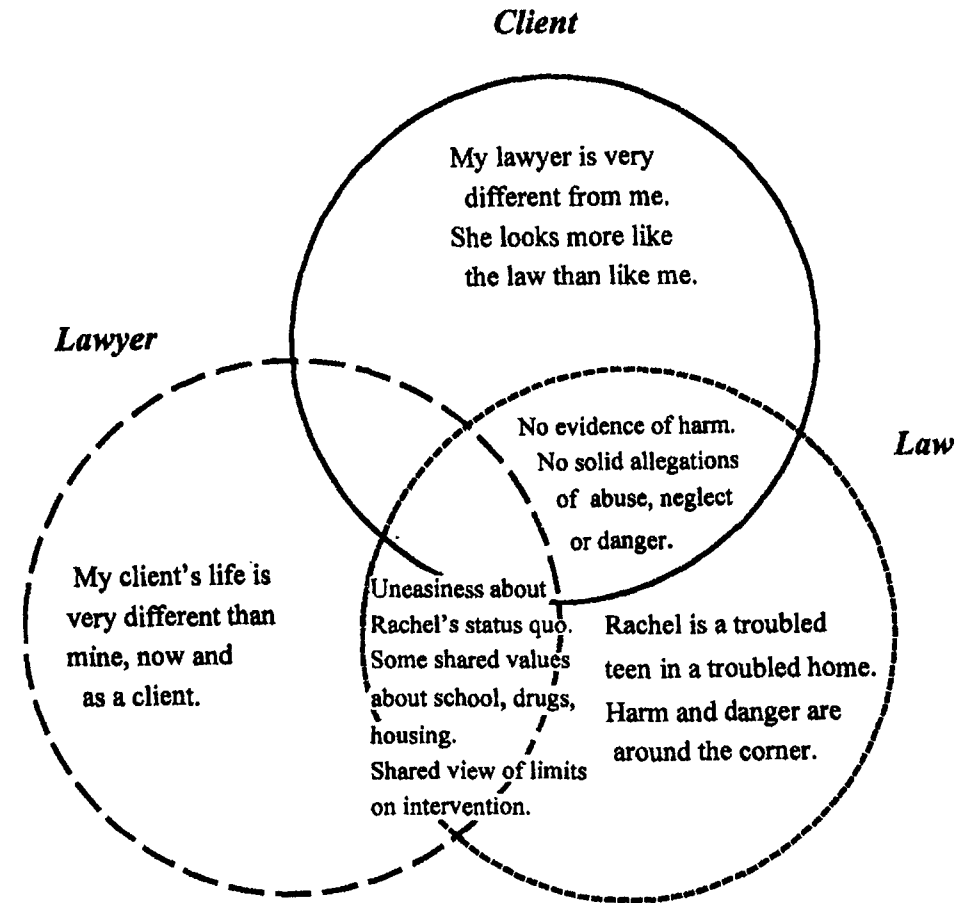 Client
My lawyer is very
different from me.
She looks more like
the law than like me.
Lawyer
No evidence of harm.
No solid allegations
of abuse, neglect
or danger.
Law
My client's life is
very different than
mine, now and
as a client.
Uneasiness about
Rachel's status quo.
Some shared values
about school, drugs,
housing.
Shared view of limits
on intervention.
Rachel is a troubled
teen in a troubled home.
Harm and danger are
around the corner.